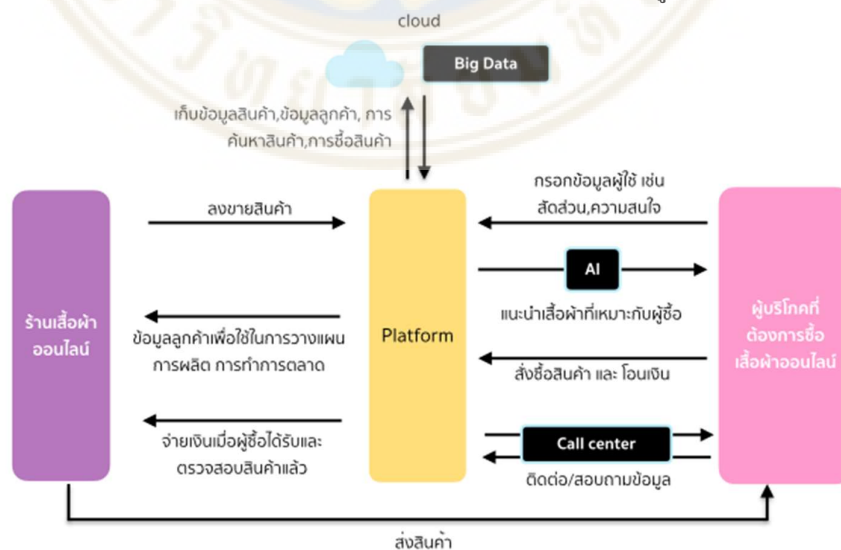 cloud
Big Data
เก็บข้อมูลสินค้า,ข้อมูลลูกค้า, การ
ค้นหาสินค้า,การซื้อสินค้า
กรอกข้อมูลผู้ใช้ เช่น
สัดส่วน,ความสนใจ
ลงขายสินค้า
AI
แนะนำเสื้อผ้าที่เหมาะกับผู้ซื้อ
ร้านเสื้อผ้า
ออนไลน์
ข้อมูลลูกค้าเพื่อใช้ในการวางแผน
การผลิต การทำการตลาด
Platform
ผู้บริโภคที่
ต้องการซื้อ
เสื้อผ้าออนไลน์
สั่งซื้อสินค้า และ โอนเงิน
จ่ายเงินเมื่อผู้ซื้อได้รับและ
ตรวจสอบสินค้าแล้ว
Call center
ติดต่อ/สอบถามข้อมูล
ส่งสินค้า